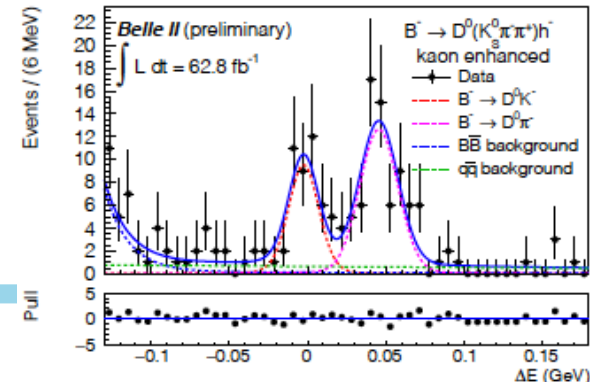 Events / (6 MeV)
22
20
18
16
14
12
10
8
6
4
2
0
Belle II (preliminary)
∫ L dt = 62.8 fb⁻¹
B⁻ → D⁰(K⁰Sπ⁻π⁺)h⁻
kaon enhanced
Data
B⁻ → D⁰K⁻
B⁻ → D⁰π⁻
BB̅ background
qq̅ background
Pull
5
0
−5
−0.1 −0.05 0 0.05 0.1 0.15
ΔE (GeV)